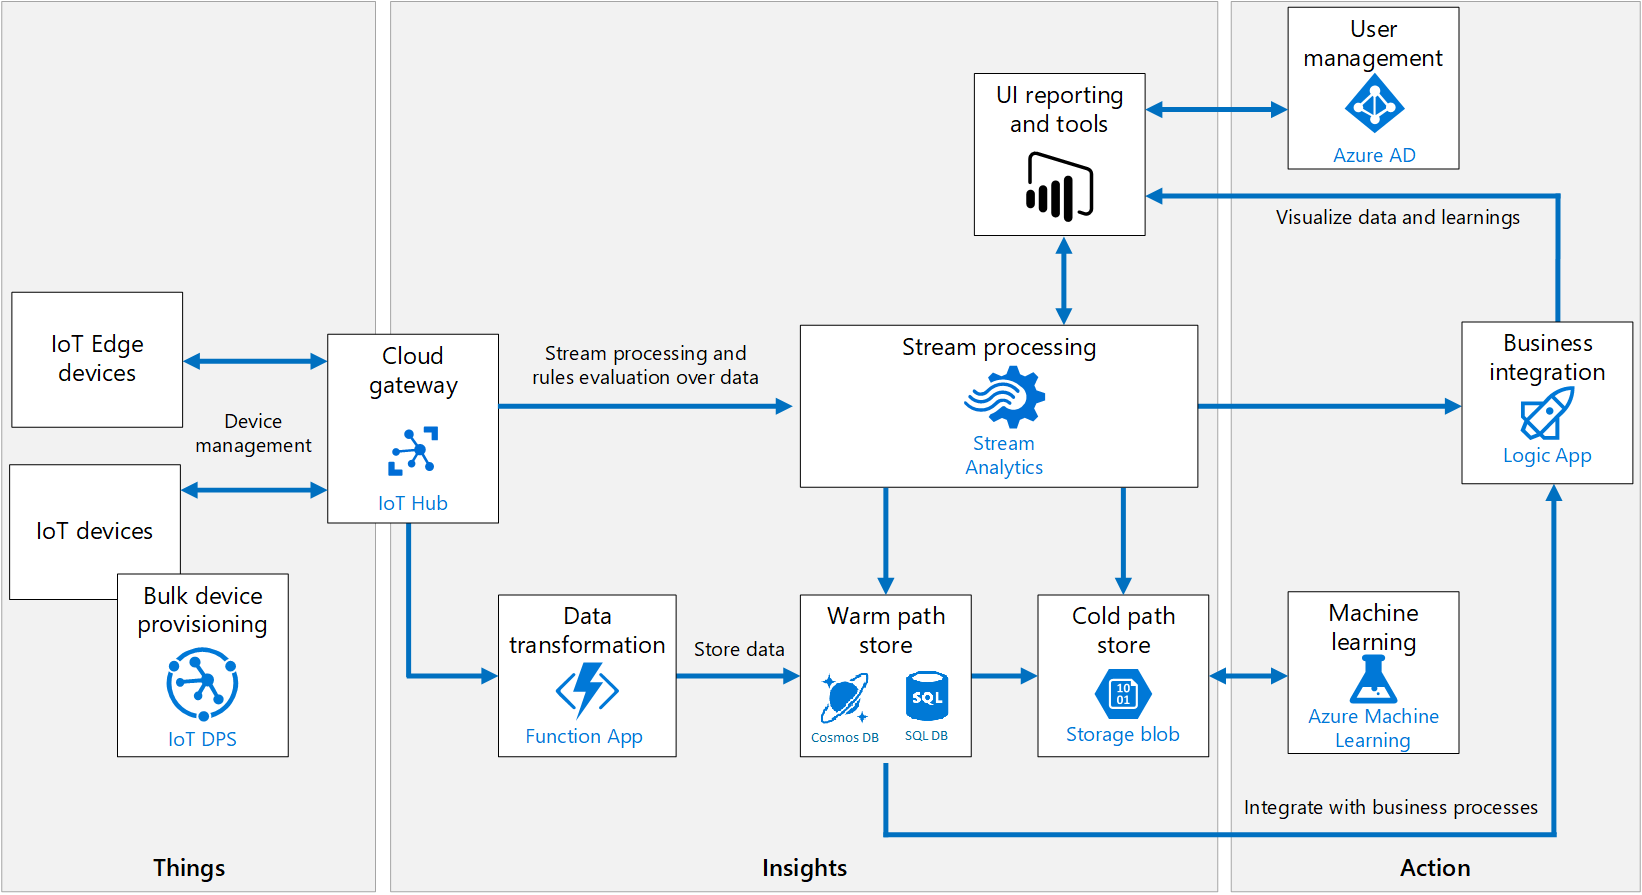 User
management
Azure AD
UI reporting
and tools
Visualize data and learnings
IoT Edge
devices
Device
management
IoT devices
Bulk device
provisioning
IoT DPS
Cloud
gateway
IoT Hub
Stream processing and
rules evaluation over data
Stream processing
Stream
Analytics
Business
integration
Logic App
Data
transformation
Function App
Store data
Warm path
store
Cosmos DB
SQL
SQL DB
Cold path
store
10
01
Storage blob
Machine
learning
Azure Machine
Learning
Integrate with business processes
Things
Insights
Action